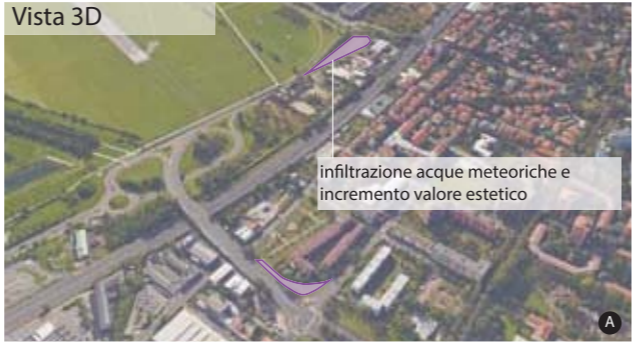 Vista 3D
infiltrazione acque meteoriche e
incremento valore estetico
A